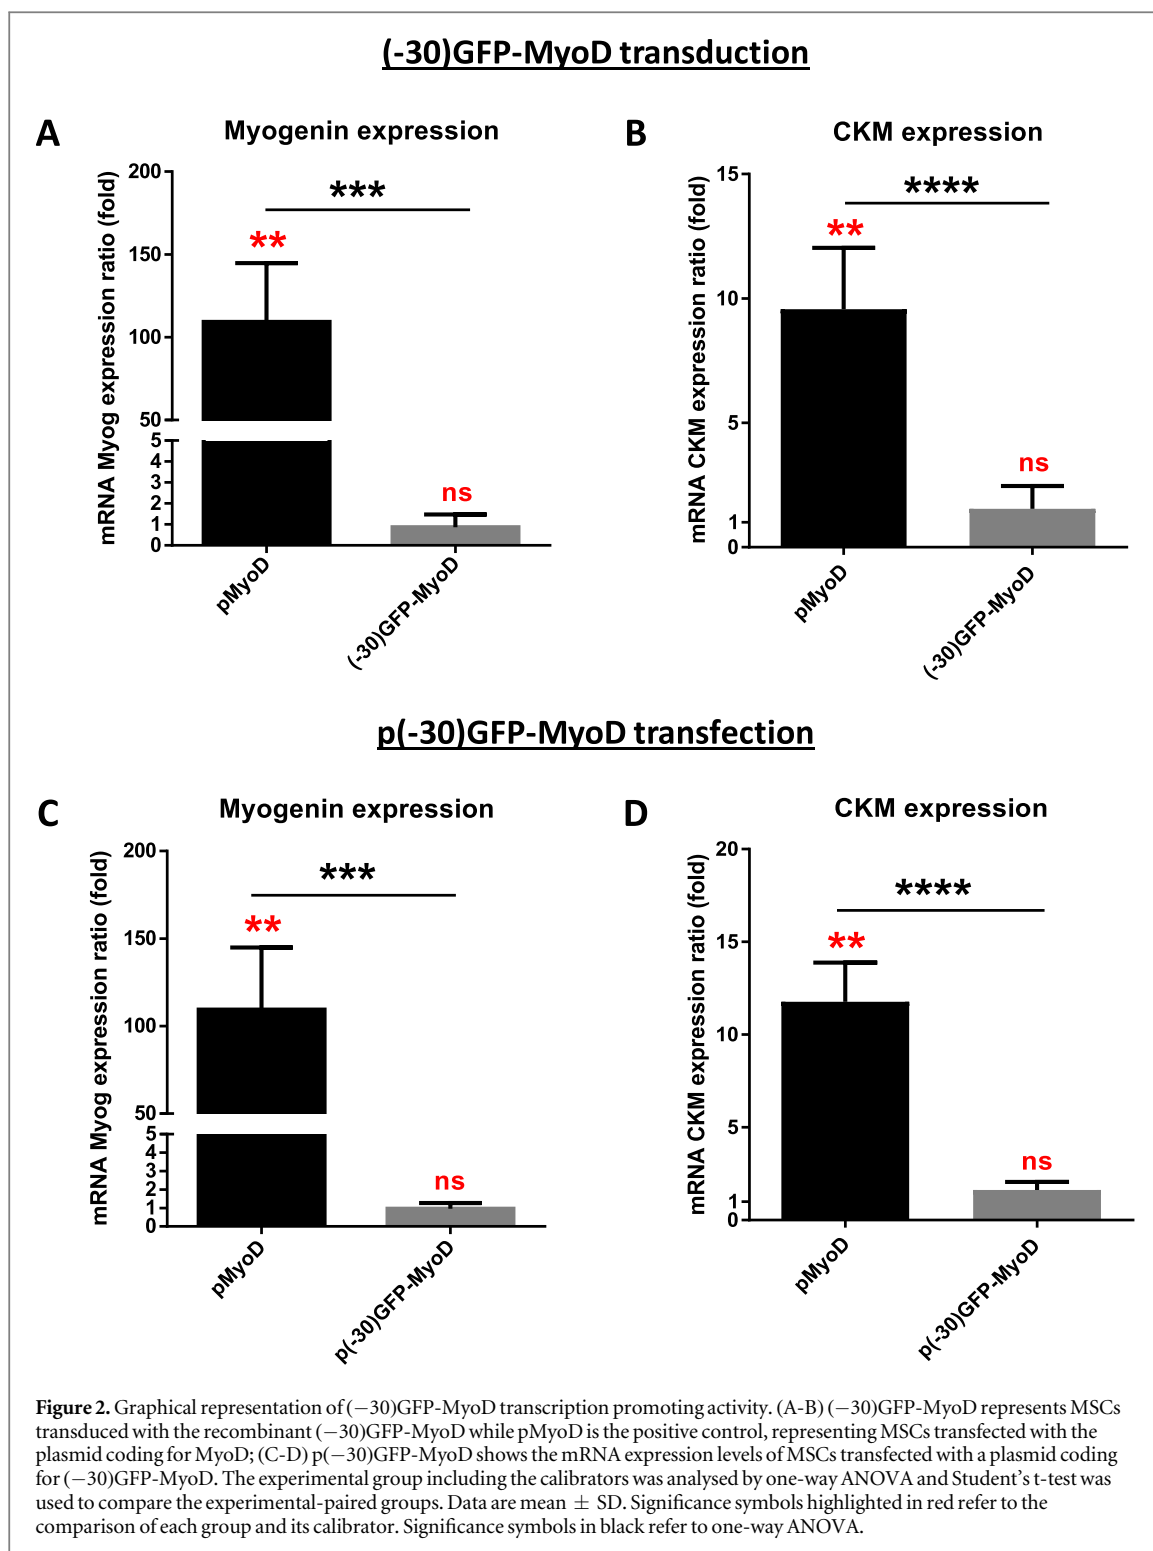 (-30)GFP-MyoD transduction
A
Myogenin expression
mRNA Myog expression ratio (fold)
200
150
100
50
5
4
3
2
1
0
***
**
ns
pMyoD
(-30)GFP-MyoD
B
CKM expression
mRNA CKM expression ratio (fold)
15
10
5
1
0
****
**
ns
pMyoD
(-30)GFP-MyoD
p(-30)GFP-MyoD transfection
C
Myogenin expression
mRNA Myog expression ratio (fold)
200
150
100
50
5
4
3
2
1
0
***
**
ns
pMyoD
p(-30)GFP-MyoD
D
CKM expression
mRNA CKM expression ratio (fold)
20
15
10
5
1
0
****
**
ns
pMyoD
p(-30)GFP-MyoD
Figure 2. Graphical representation of (−30)GFP-MyoD transcription promoting activity. (A-B) (−30)GFP-MyoD represents MSCs
transduced with the recombinant (−30)GFP-MyoD while pMyoD is the positive control, representing MSCs transfected with the
plasmid coding for MyoD; (C-D) p(−30)GFP-MyoD shows the mRNA expression levels of MSCs transfected with a plasmid coding
for (−30)GFP-MyoD. The experimental group including the calibrators was analysed by one-way ANOVA and Student's t-test was
used to compare the experimental-paired groups. Data are mean ± SD. Significance symbols highlighted in red refer to the
comparison of each group and its calibrator. Significance symbols in black refer to one-way ANOVA.